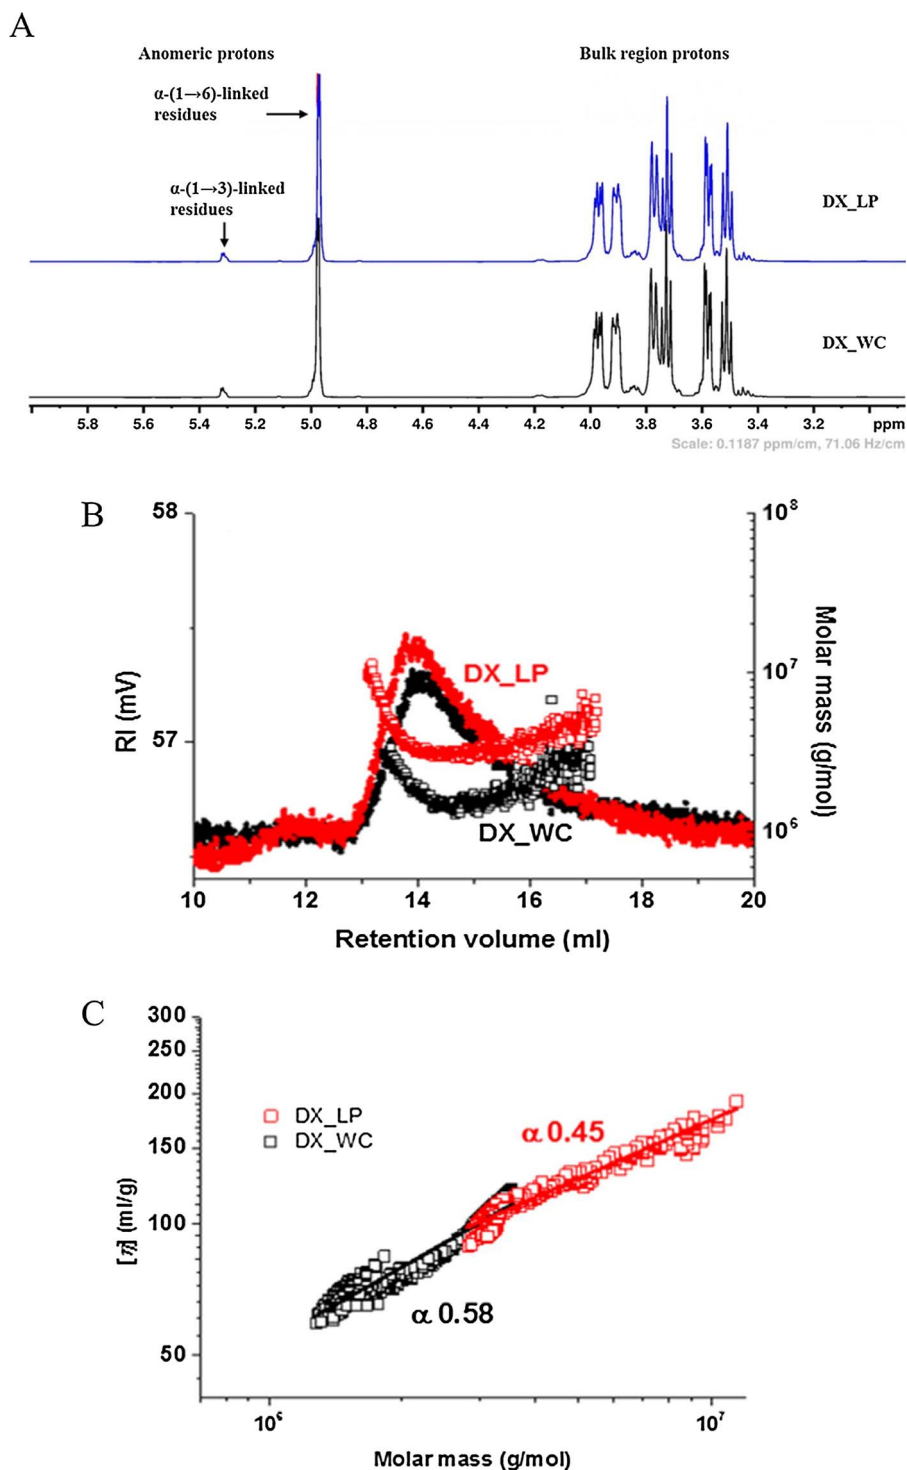 A
Anomeric protons Bulk region protons
α-(1→6)-linked
residues
α-(1→3)-linked
residues
DX_LP
DX_WC
5.8 5.6 5.4 5.2 5.0 4.8 4.6 4.4 4.2 4.0 3.8 3.6 3.4 3.2 ppm
Scale: 0.1187 ppm/cm, 71.06 Hz/cm
B
58
57
RI (mV)
10⁸
10⁷
10⁶
Molar mass (g/mol)
DX_LP
DX_WC
10 12 14 16 18 20
Retention volume (ml)
C
300
250
200
150
100
50
[η] (ml/g)
DX_LP
DX_WC
α 0.45
α 0.58
10⁶ 10⁷
Molar mass (g/mol)